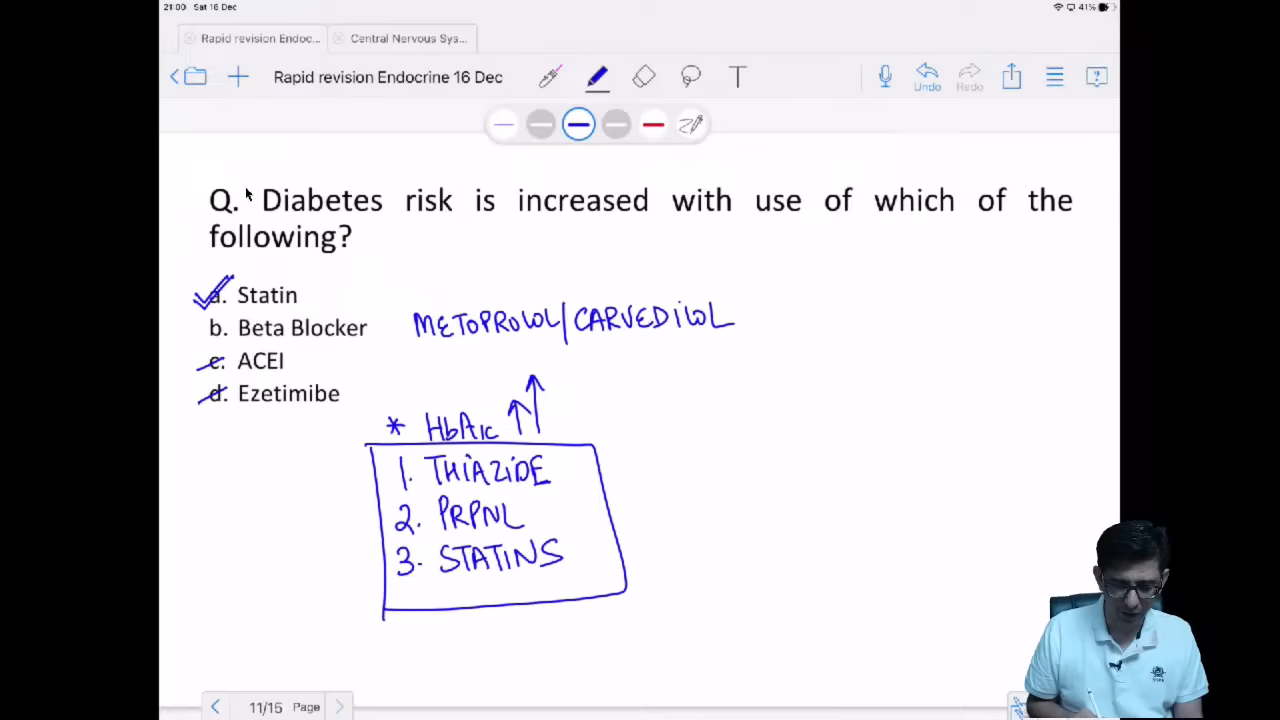 21:00 Sat 16 Dec
41%
Rapid revision Endoc...
Central Nervous Sys...
Rapid revision Endocrine 16 Dec
T
Undo
Redo
Q. Diabetes risk is increased with use of which of the
following?
a. Statin
b. Beta Blocker
METOPROLOL/CARVEDILOL
c. ACEI
d. Ezetimibe
* HbA1c ↑↑
1. THIAZIDE
2. PRPNL
3. STATINS
11/15 Page